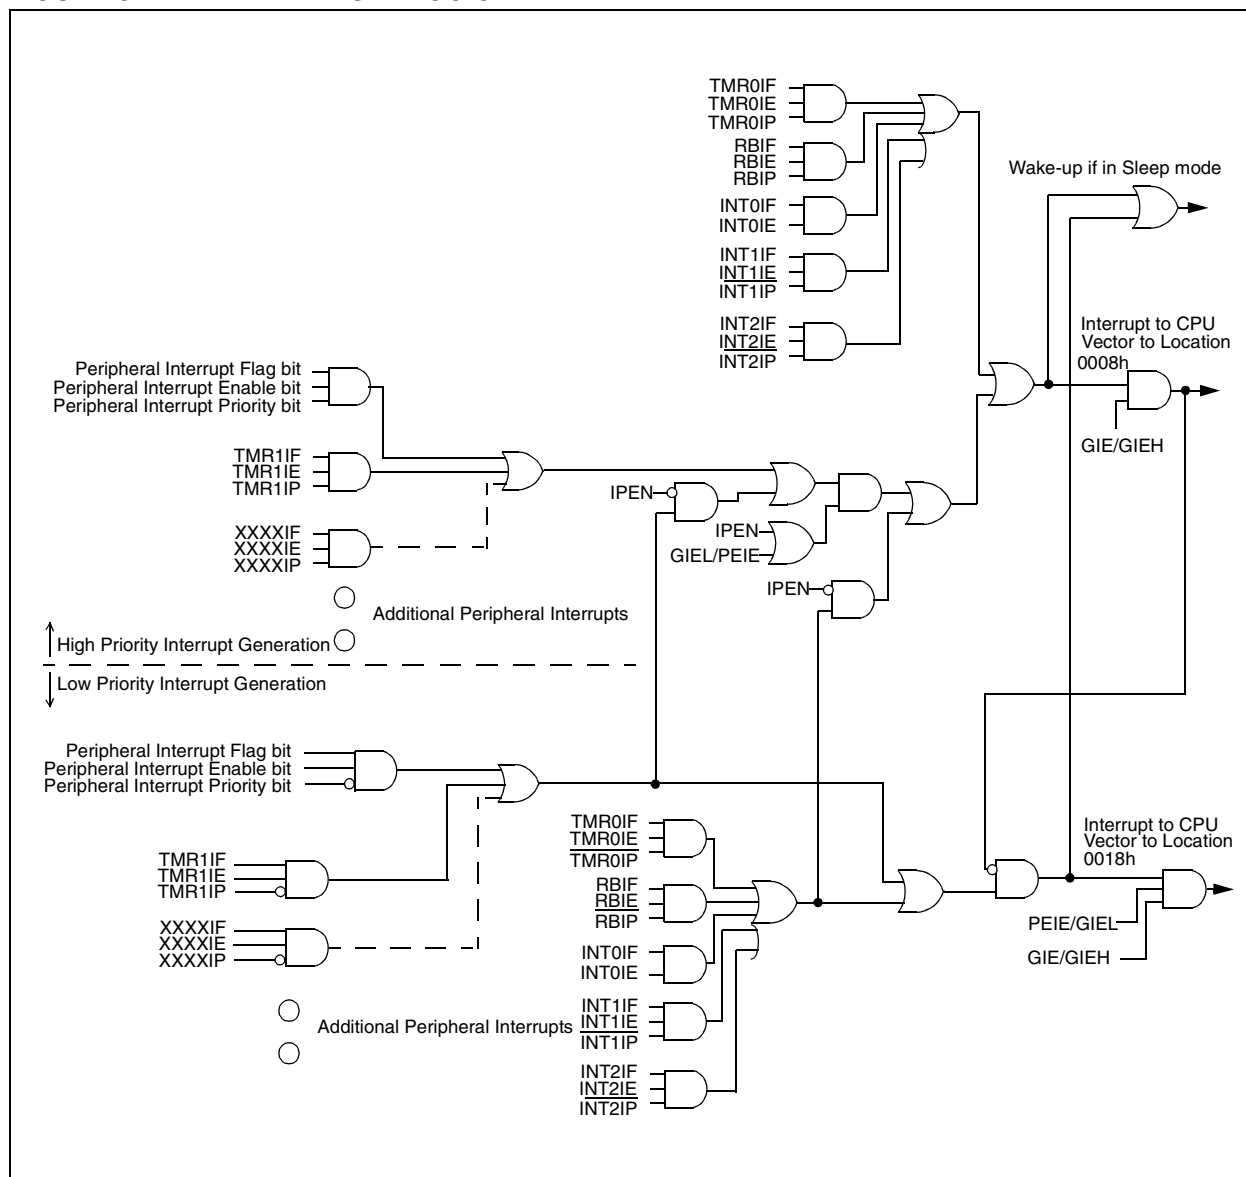 TMR0IF
TMR0IE
TMR0IP
RBIF
RBIE
RBIP
INT0IF
INT0IE
INT1IF
INT1IE
INT1IP
INT2IF
INT2IE
INT2IP
Wake-up if in Sleep mode
Interrupt to CPU
Vector to Location
0008h
GIE/GIEH
Peripheral Interrupt Flag bit
Peripheral Interrupt Enable bit
Peripheral Interrupt Priority bit
TMR1IF
TMR1IE
TMR1IP
XXXXIF
XXXXIE
XXXXIP
IPEN
IPEN
GIEL/PEIE
IPEN
Additional Peripheral Interrupts
High Priority Interrupt Generation
Low Priority Interrupt Generation
Peripheral Interrupt Flag bit
Peripheral Interrupt Enable bit
Peripheral Interrupt Priority bit
TMR1IF
TMR1IE
TMR1IP
XXXXIF
XXXXIE
XXXXIP
Additional Peripheral Interrupts
TMR0IF
TMR0IE
TMR0IP
RBIF
RBIE
RBIP
INT0IF
INT0IE
INT1IF
INT1IE
INT1IP
INT2IF
INT2IE
INT2IP
Interrupt to CPU
Vector to Location
0018h
PEIE/GIEL
GIE/GIEH